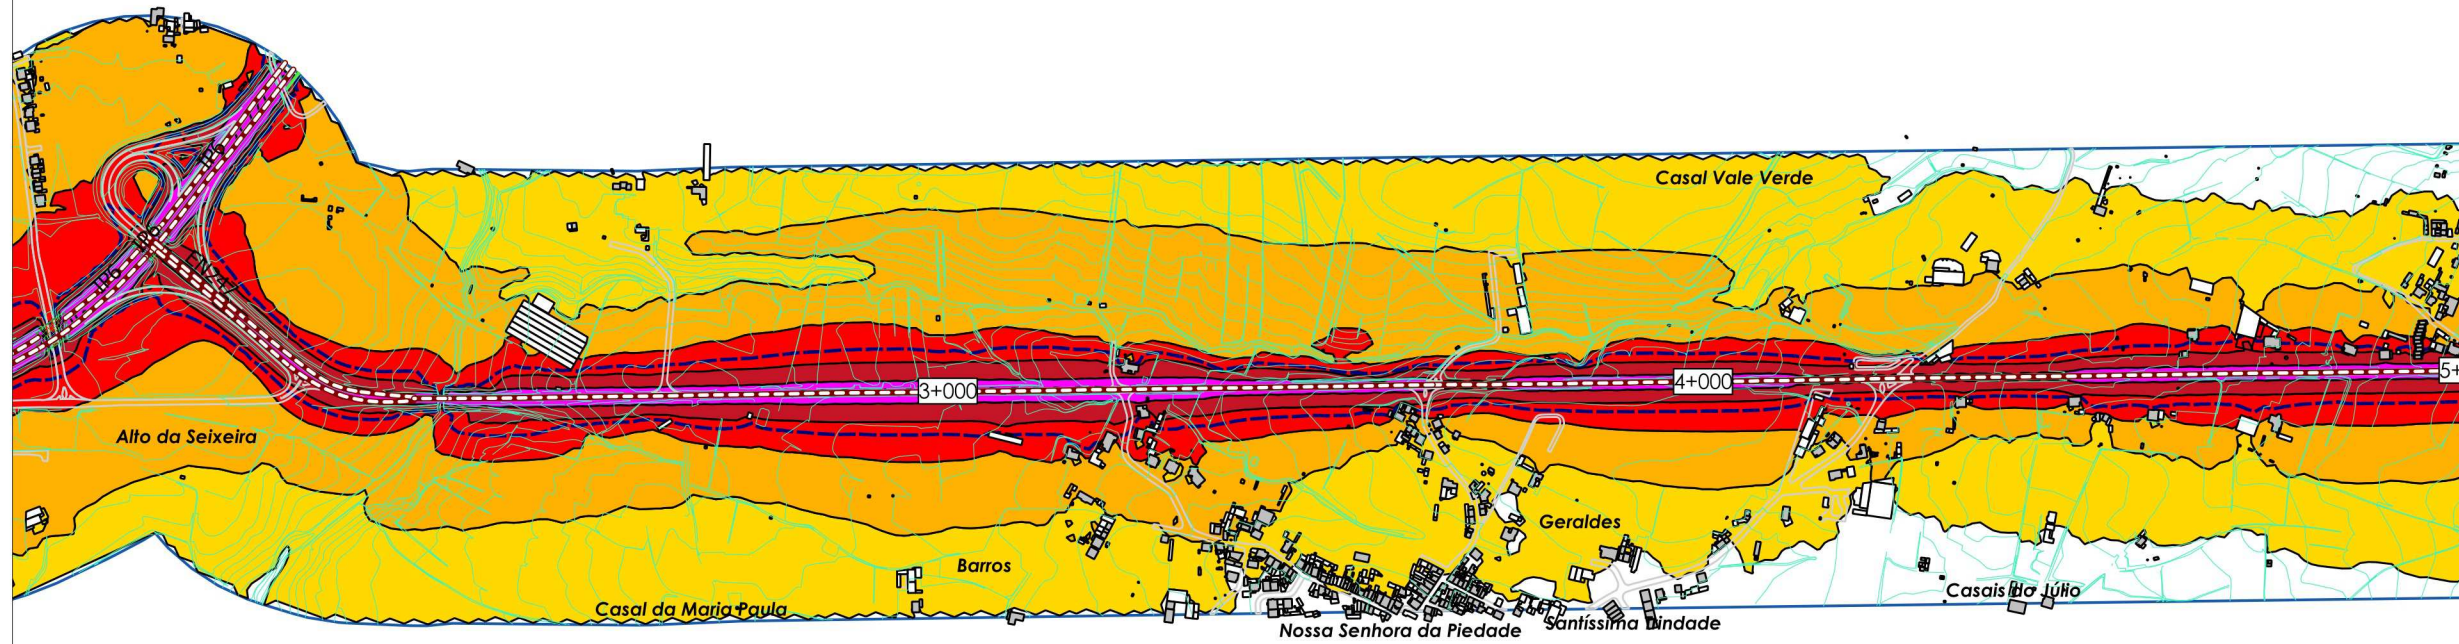 Casal Vale Verde
3+000
4+000
5+
Alto da Seixeira
Geraldes
Barros
Casais do Júlio
Casal da Maria Paula
Santíssima Trindade
Nossa Senhora da Piedade